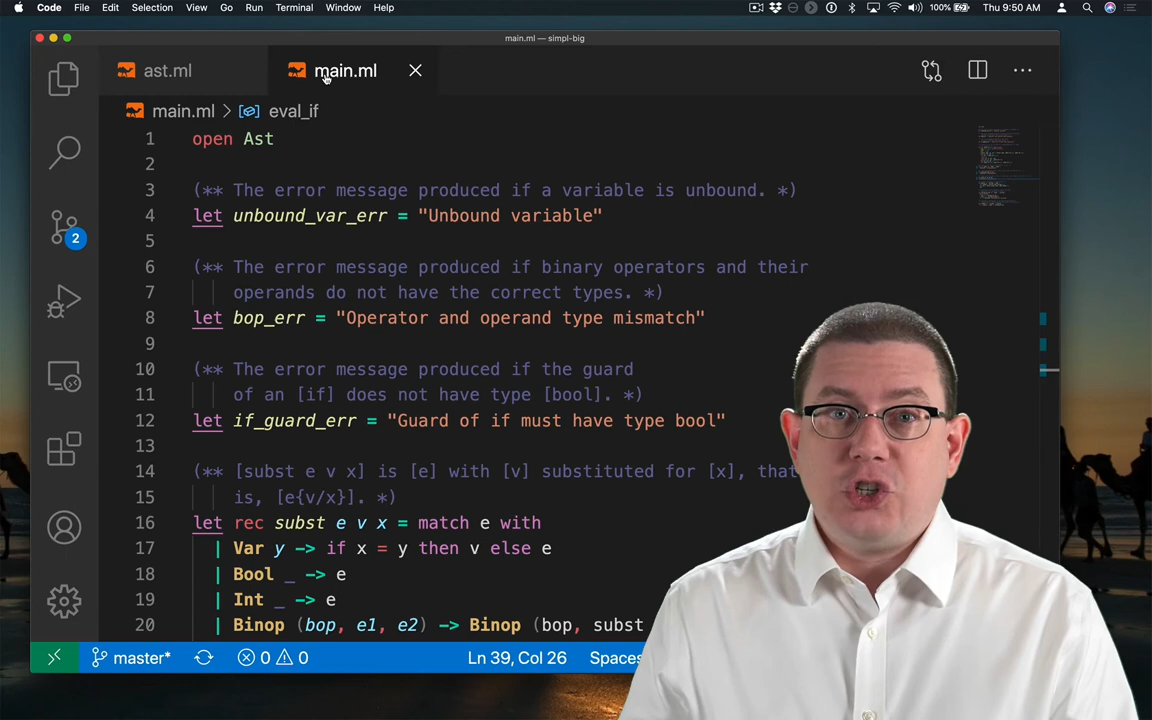 Code File Edit Selection View Go Run Terminal Window Help 100% Thu 9:50 AM
main.ml — simpl-big
ast.ml main.ml
main.ml > eval_if
1 open Ast
2
3 (** The error message produced if a variable is unbound. *)
4 let unbound_var_err = "Unbound variable"
5
6 (** The error message produced if binary operators and their
7 operands do not have the correct types. *)
8 let bop_err = "Operator and operand type mismatch"
9
10 (** The error message produced if the guard
11 of an [if] does not have type [bool]. *)
12 let if_guard_err = "Guard of if must have type bool"
13
14 (** [subst e v x] is [e] with [v] substituted for [x], that
15 is, [e{v/x}]. *)
16 let rec subst e v x = match e with
17 | Var y -> if x = y then v else e
18 | Bool _ -> e
19 | Int _ -> e
20 | Binop (bop, e1, e2) -> Binop (bop, subst
2
master* 0 0 Ln 39, Col 26 Spaces